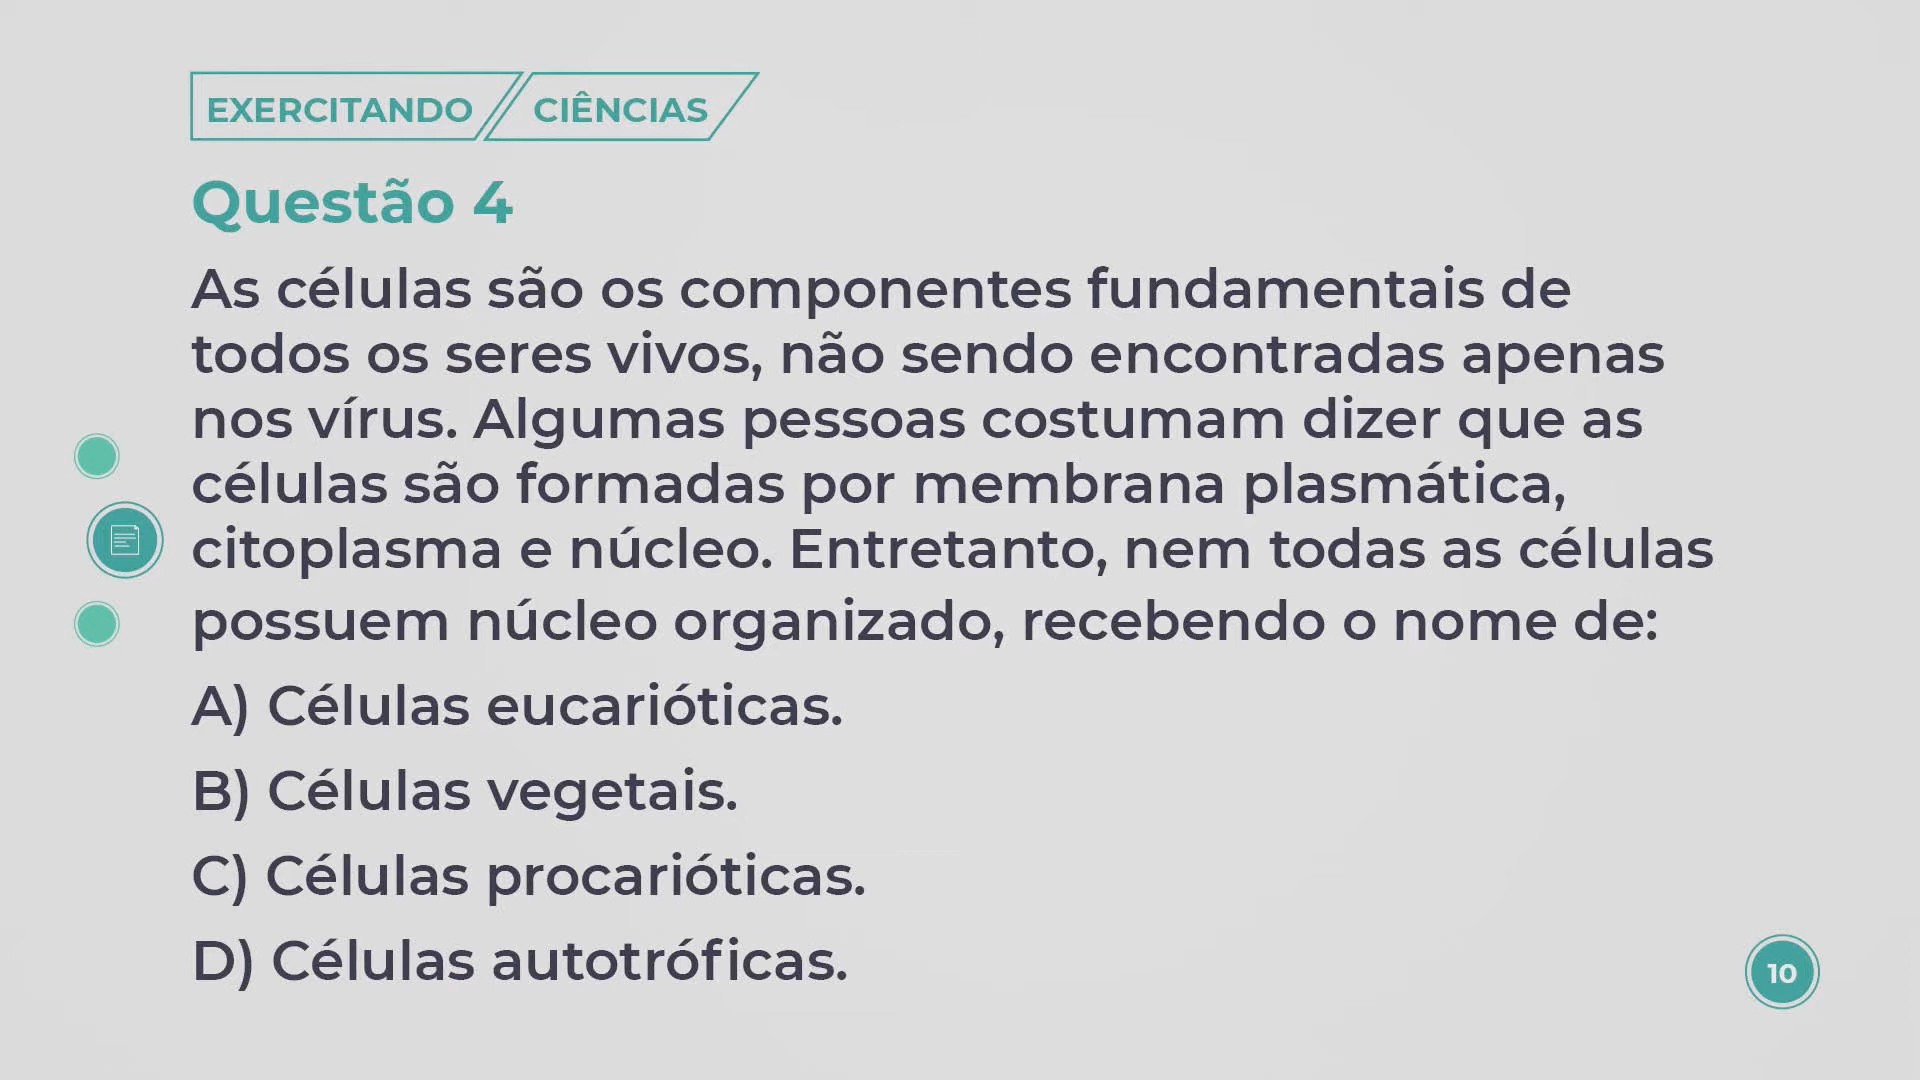 EXERCITANDO CIÊNCIAS
Questão 4
As células são os componentes fundamentais de
todos os seres vivos, não sendo encontradas apenas
nos vírus. Algumas pessoas costumam dizer que as
células são formadas por membrana plasmática,
citoplasma e núcleo. Entretanto, nem todas as células
possuem núcleo organizado, recebendo o nome de:
A) Células eucarióticas.
B) Células vegetais.
C) Células procarióticas.
D) Células autotróficas.
10